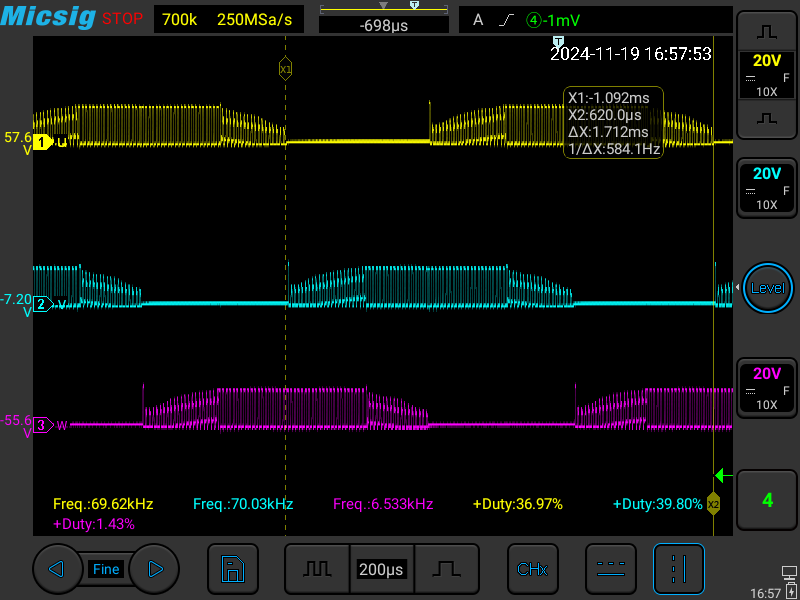 Micsig STOP 700k 250MSa/s -698µs A ④-1mV
T
T
2024-11-19 16:57:53
X1
X1:-1.092ms
X2:620.0µs
ΔX:1.712ms
1/ΔX:584.1Hz
57.6 V 1 u
-7.20 V 2 V
-55.6 V 3 W
Freq.:69.62kHz Freq.:70.03kHz Freq.:6.533kHz +Duty:36.97% +Duty:39.80% X2
+Duty:1.43%
20V
F
10X
20V
F
10X
Level
20V
F
10X
4
Fine 200µs CHx
16:57